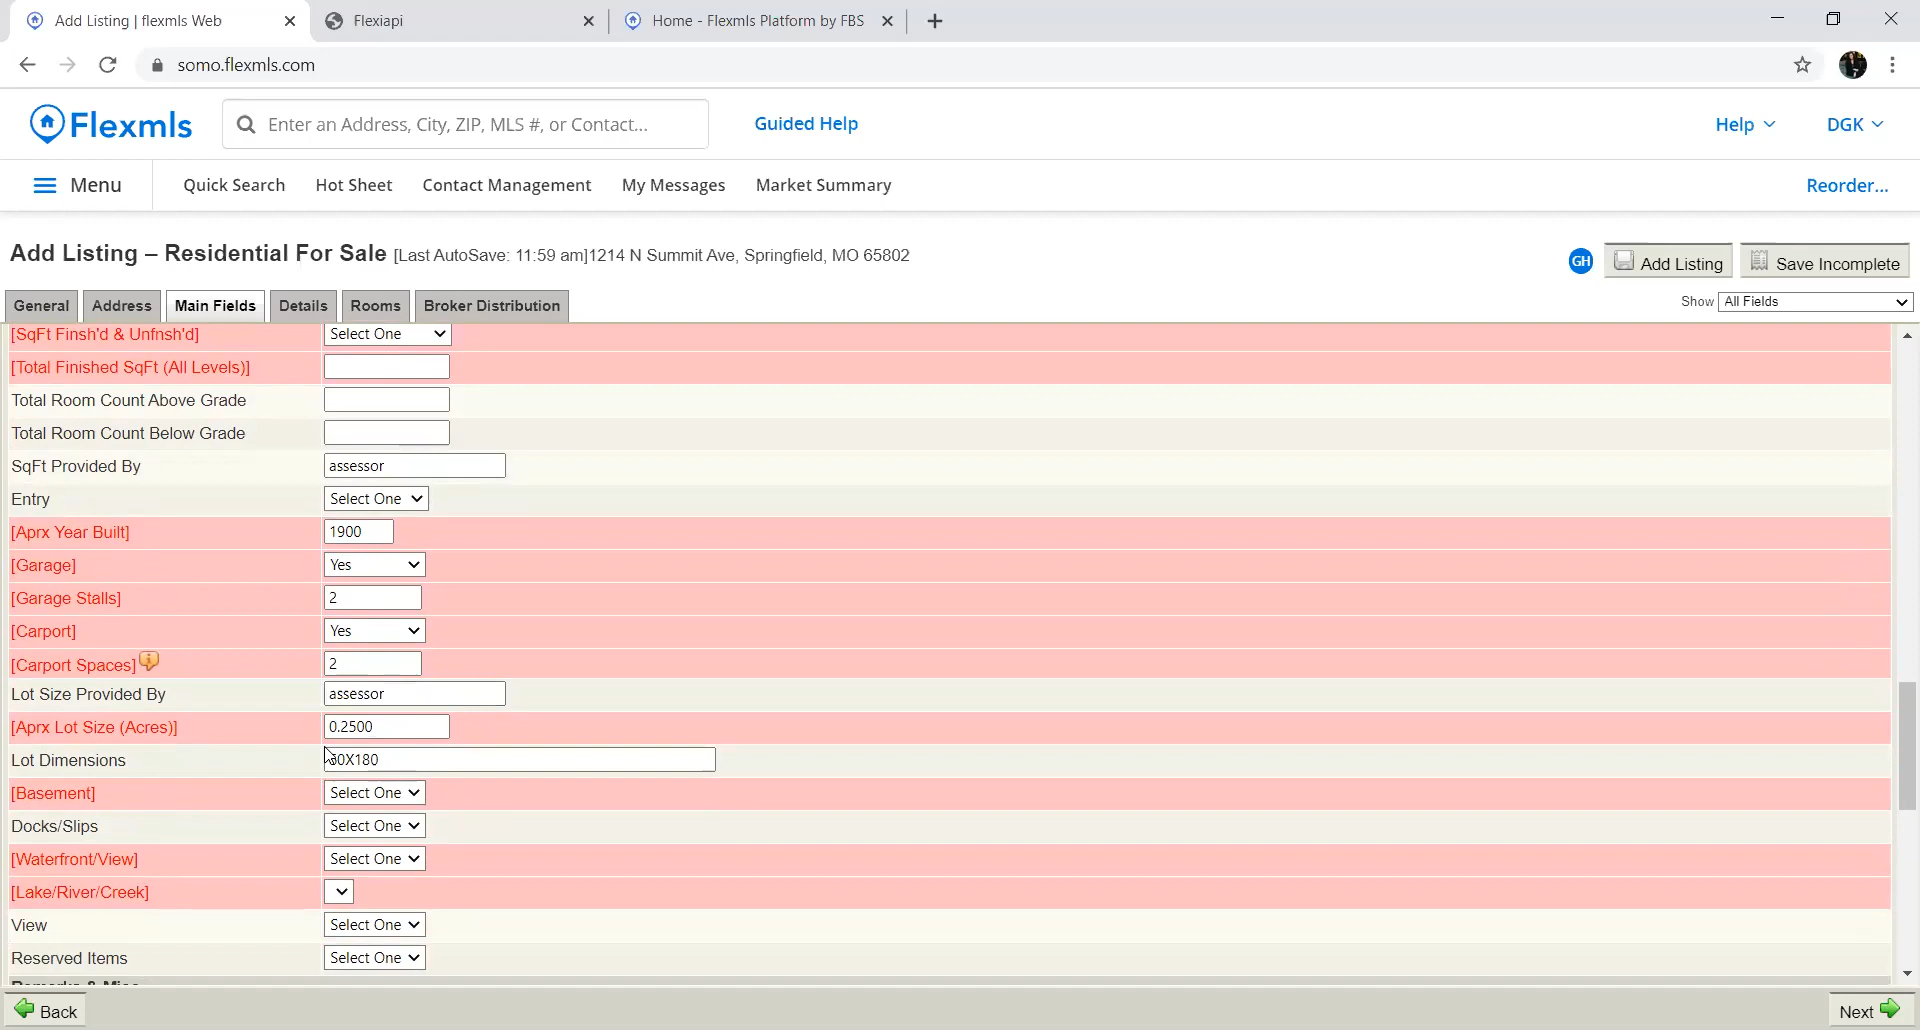 Add Listing | flexmls Web
Flexiapi
Home - Flexmls Platform by FBS
somo.flexmls.com
Flexmls
Enter an Address, City, ZIP, MLS #, or Contact...
Guided Help
Help
DGK
Menu
Quick Search
Hot Sheet
Contact Management
My Messages
Market Summary
Reorder...
Add Listing – Residential For Sale [Last AutoSave: 11:59 am]1214 N Summit Ave, Springfield, MO 65802
GH
Add Listing
Save Incomplete
General
Address
Main Fields
Details
Rooms
Broker Distribution
Show All Fields
[SqFt Finsh'd & Unfnsh'd] Select One
[Total Finished SqFt (All Levels)]
Total Room Count Above Grade
Total Room Count Below Grade
SqFt Provided By assessor
Entry Select One
[Aprx Year Built] 1900
[Garage] Yes
[Garage Stalls] 2
[Carport] Yes
[Carport Spaces] 2
Lot Size Provided By assessor
[Aprx Lot Size (Acres)] 0.2500
Lot Dimensions
[Basement] Select One
Docks/Slips Select One
[Waterfront/View] Select One
[Lake/River/Creek]
View Select One
Reserved Items Select One
Back
Next